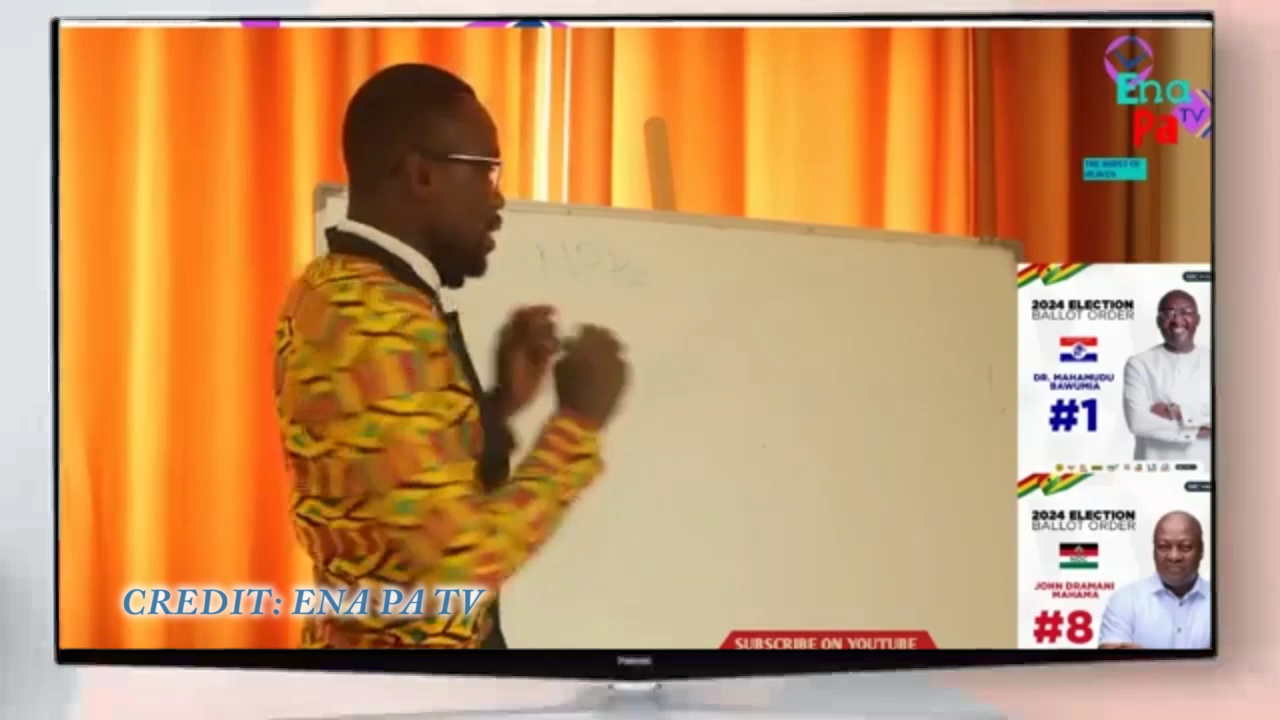 Ena
Pa TV
2024 ELECTION
BALLOT ORDER
DR. MAHAMUDU
BAWUMIA
#1
2024 ELECTION
BALLOT ORDER
JOHN DRAMANI
MAHAMA
#8
CREDIT: ENA PA TV
SUBSCRIBE ON YOUTUBE